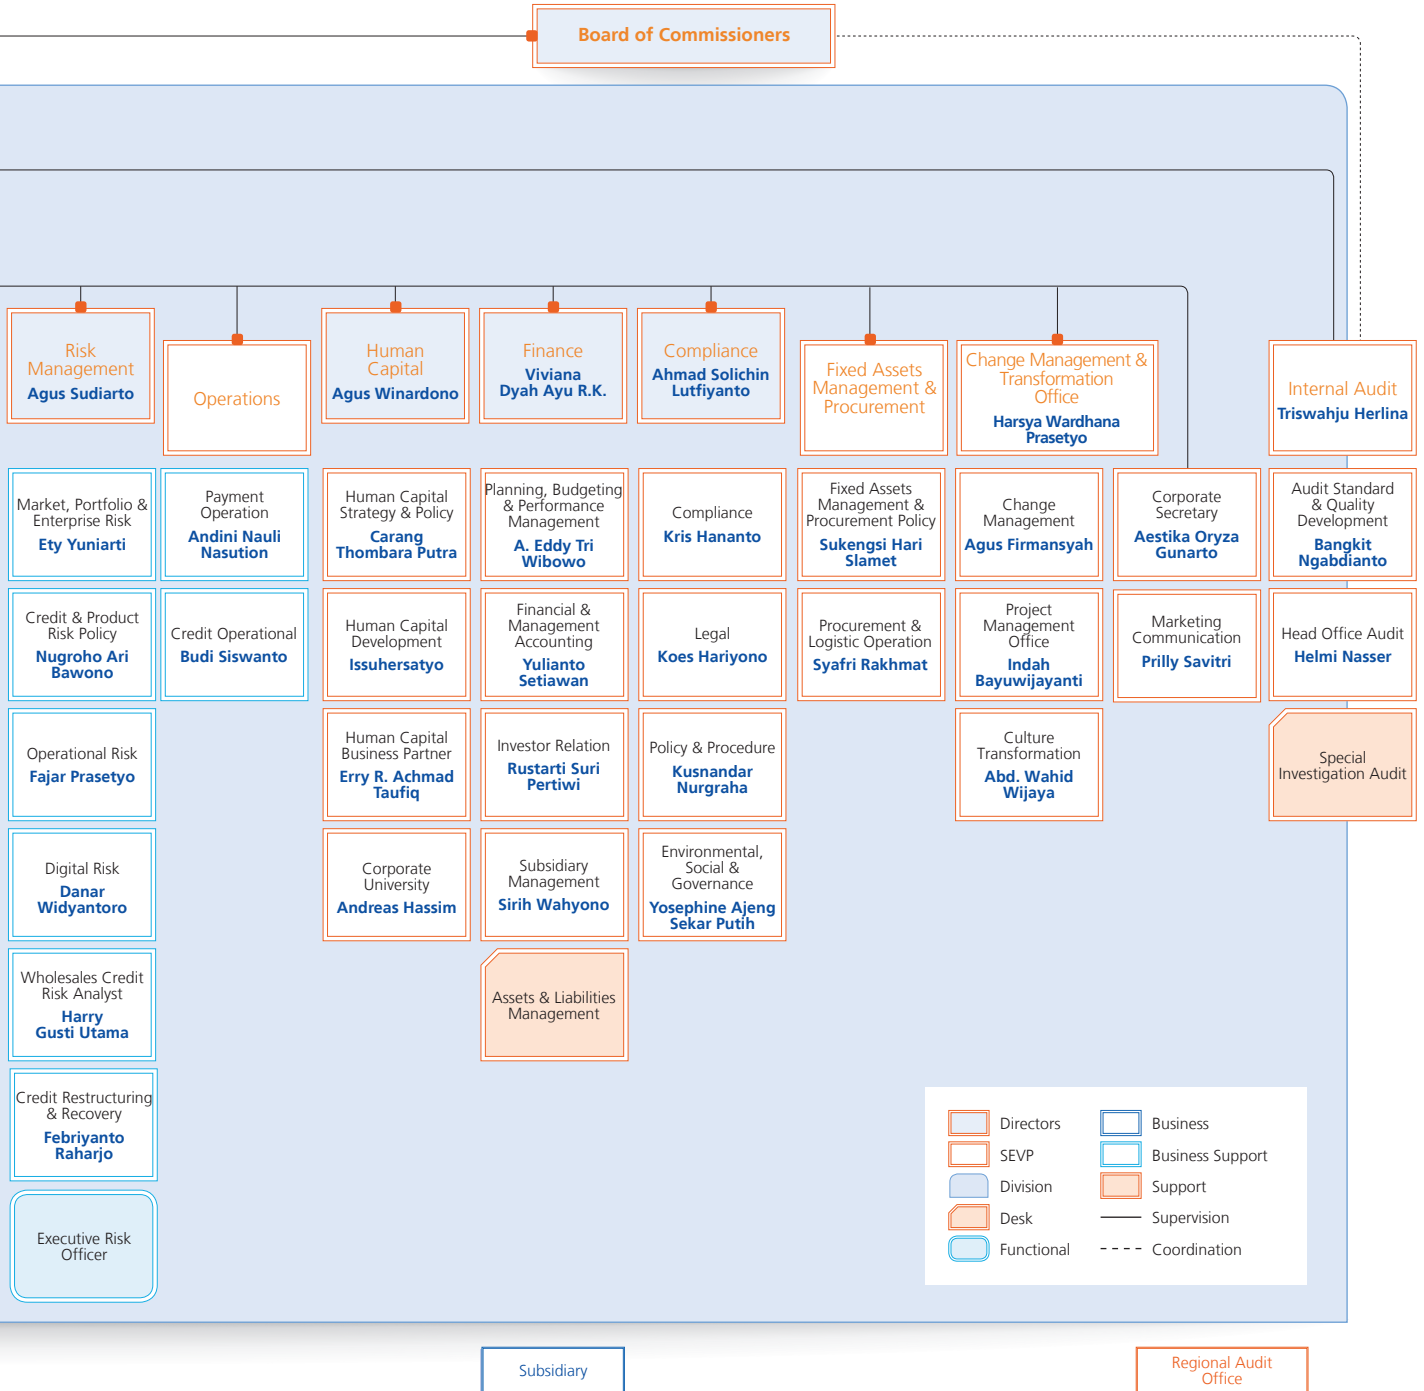 Board of Commissioners
Risk
Management
Agus Sudiarto
Operations
Human
Capital
Agus Winardono
Finance
Viviana
Dyah Ayu R.K.
Compliance
Ahmad Solichin
Lutfiyanto
Fixed Assets
Management &
Procurement
Change Management &
Transformation
Office
Harsya Wardhana
Prasetyo
Internal Audit
Triswahju Herlina
Market, Portfolio &
Enterprise Risk
Ety Yuniarti
Credit & Product
Risk Policy
Nugroho Ari
Bawono
Operational Risk
Fajar Prasetyo
Digital Risk
Danar
Widyantoro
Wholesales Credit
Risk Analyst
Harry
Gusti Utama
Credit Restructuring
& Recovery
Febriyanto
Raharjo
Executive Risk
Officer
Payment
Operation
Andini Nauli
Nasution
Credit Operational
Budi Siswanto
Human Capital
Strategy & Policy
Carang
Thombara Putra
Human Capital
Development
Issuhersatyo
Human Capital
Business Partner
Erry R. Achmad
Taufiq
Corporate
University
Andreas Hassim
Planning, Budgeting
& Performance
Management
A. Eddy Tri
Wibowo
Financial &
Management
Accounting
Yulianto
Setiawan
Investor Relation
Rustarti Suri
Pertiwi
Subsidiary
Management
Sirih Wahyono
Assets & Liabilities
Management
Compliance
Kris Hananto
Legal
Koes Hariyono
Policy & Procedure
Kusnandar
Nurgraha
Environmental,
Social &
Governance
Yosephine Ajeng
Sekar Putih
Fixed Assets
Management &
Procurement Policy
Sukengsi Hari
Slamet
Procurement &
Logistic Operation
Syafri Rakhmat
Change
Management
Agus Firmansyah
Project
Management
Office
Indah
Bayuwijayanti
Culture
Transformation
Abd. Wahid
Wijaya
Corporate
Secretary
Aestika Oryza
Gunarto
Marketing
Communication
Prilly Savitri
Audit Standard
& Quality
Development
Bangkit
Ngabdianto
Head Office Audit
Helmi Nasser
Special
Investigation Audit
Directors
SEVP
Division
Desk
Functional
Business
Business Support
Support
Supervision
Coordination
Subsidiary
Regional Audit
Office